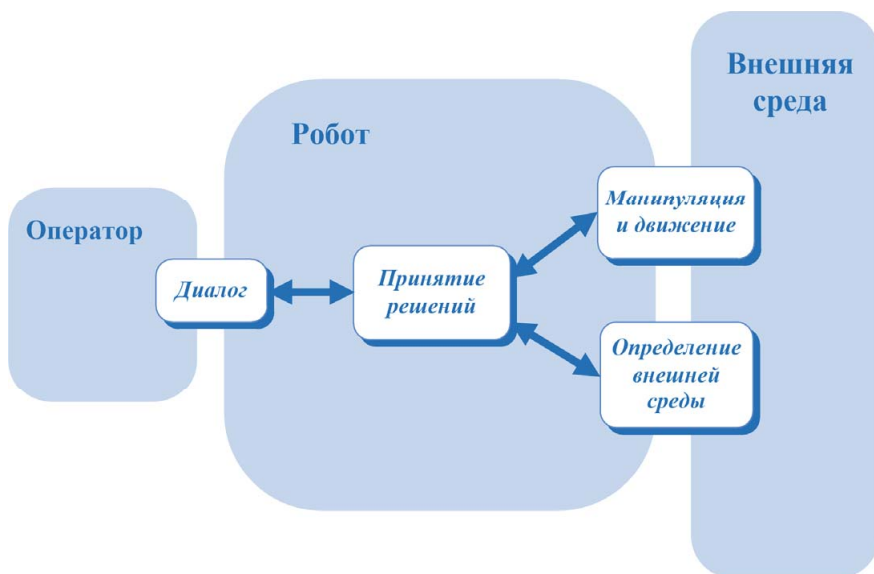 Внешняя
среда
Робот
Оператор
Диалог
Принятие
решений
Манипуляция
и движение
Определение
внешней
среды